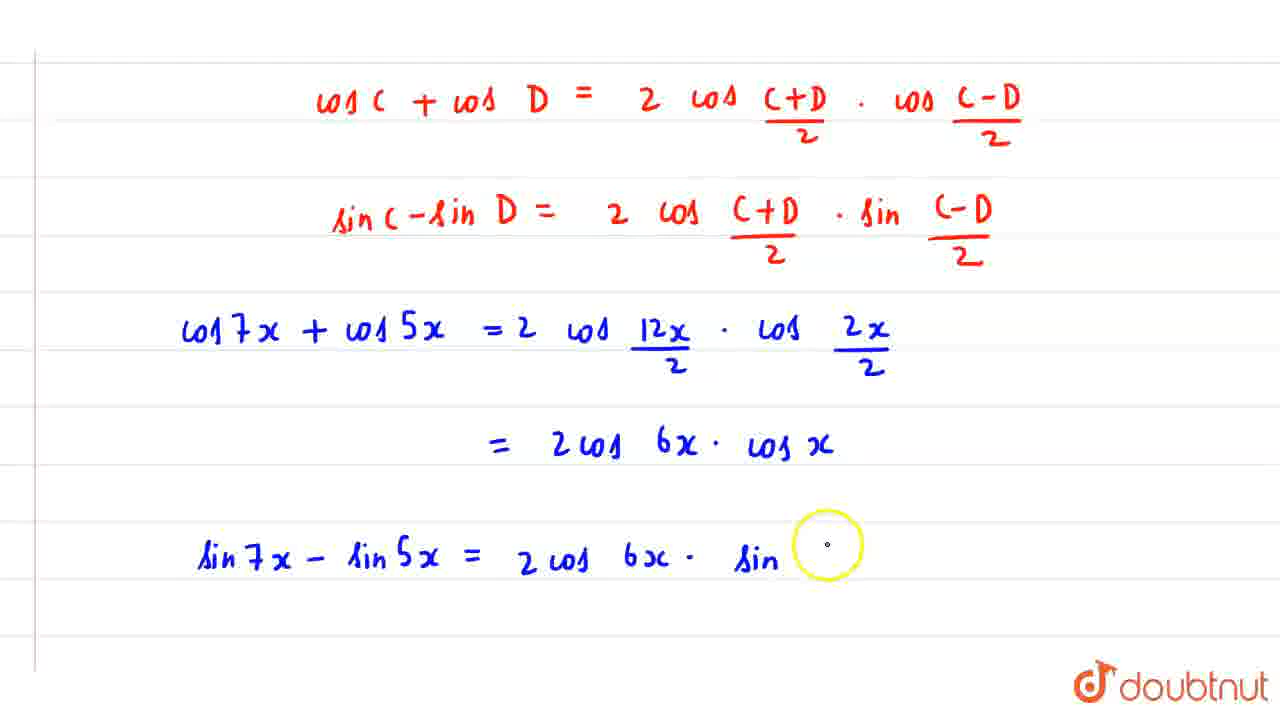 cos C + cos D = 2 cos (C+D)/2 . cos (C-D)/2
sin C - sin D = 2 cos (C+D)/2 . sin (C-D)/2
cos 7x + cos 5x = 2 cos 12x/2 . cos 2x/2
= 2 cos 6x . cos x
sin 7x - sin 5x = 2 cos 6x . sin
doubtnut